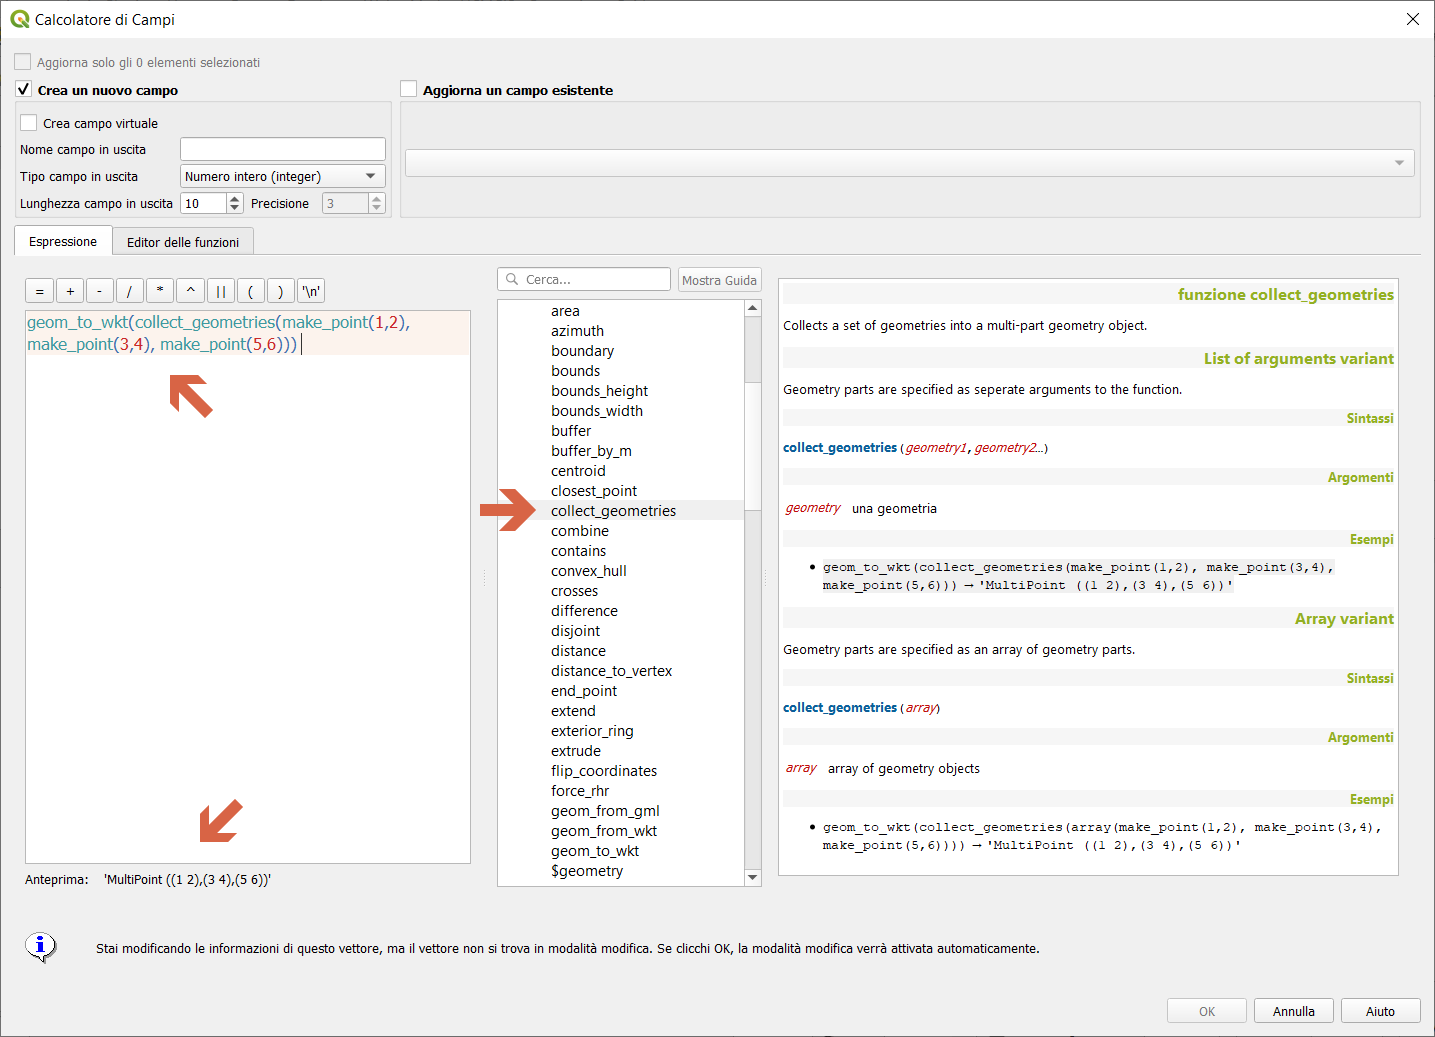 Calcolatore di Campi
Aggiorna solo gli 0 elementi selezionati
Crea un nuovo campo
Aggiorna un campo esistente
Crea campo virtuale
Nome campo in uscita
Tipo campo in uscita
Numero intero (integer)
Lunghezza campo in uscita 10 Precisione 3
Espressione
Editor delle funzioni
= + - / * ^ || ( ) '\n'
geom_to_wkt(collect_geometries(make_point(1,2),
make_point(3,4), make_point(5,6)))
Anteprima: 'MultiPoint ((1 2),(3 4),(5 6))'
Cerca...
Mostra Guida
area
azimuth
boundary
bounds
bounds_height
bounds_width
buffer
buffer_by_m
centroid
closest_point
collect_geometries
combine
contains
convex_hull
crosses
difference
disjoint
distance
distance_to_vertex
end_point
extend
exterior_ring
extrude
flip_coordinates
force_rhr
geom_from_gml
geom_from_wkt
geom_to_wkt
$geometry
funzione collect_geometries
Collects a set of geometries into a multi-part geometry object.
List of arguments variant
Geometry parts are specified as seperate arguments to the function.
Sintassi
collect_geometries(geometry1,geometry2...)
Argomenti
geometry una geometria
Esempi
• geom_to_wkt(collect_geometries(make_point(1,2), make_point(3,4),
make_point(5,6))) → 'MultiPoint ((1 2),(3 4),(5 6))'
Array variant
Geometry parts are specified as an array of geometry parts.
Sintassi
collect_geometries(array)
Argomenti
array array of geometry objects
Esempi
• geom_to_wkt(collect_geometries(array(make_point(1,2), make_point(3,4),
make_point(5,6)))) → 'MultiPoint ((1 2),(3 4),(5 6))'
Stai modificando le informazioni di questo vettore, ma il vettore non si trova in modalità modifica. Se clicchi OK, la modalità modifica verrà attivata automaticamente.
OK
Annulla
Aiuto